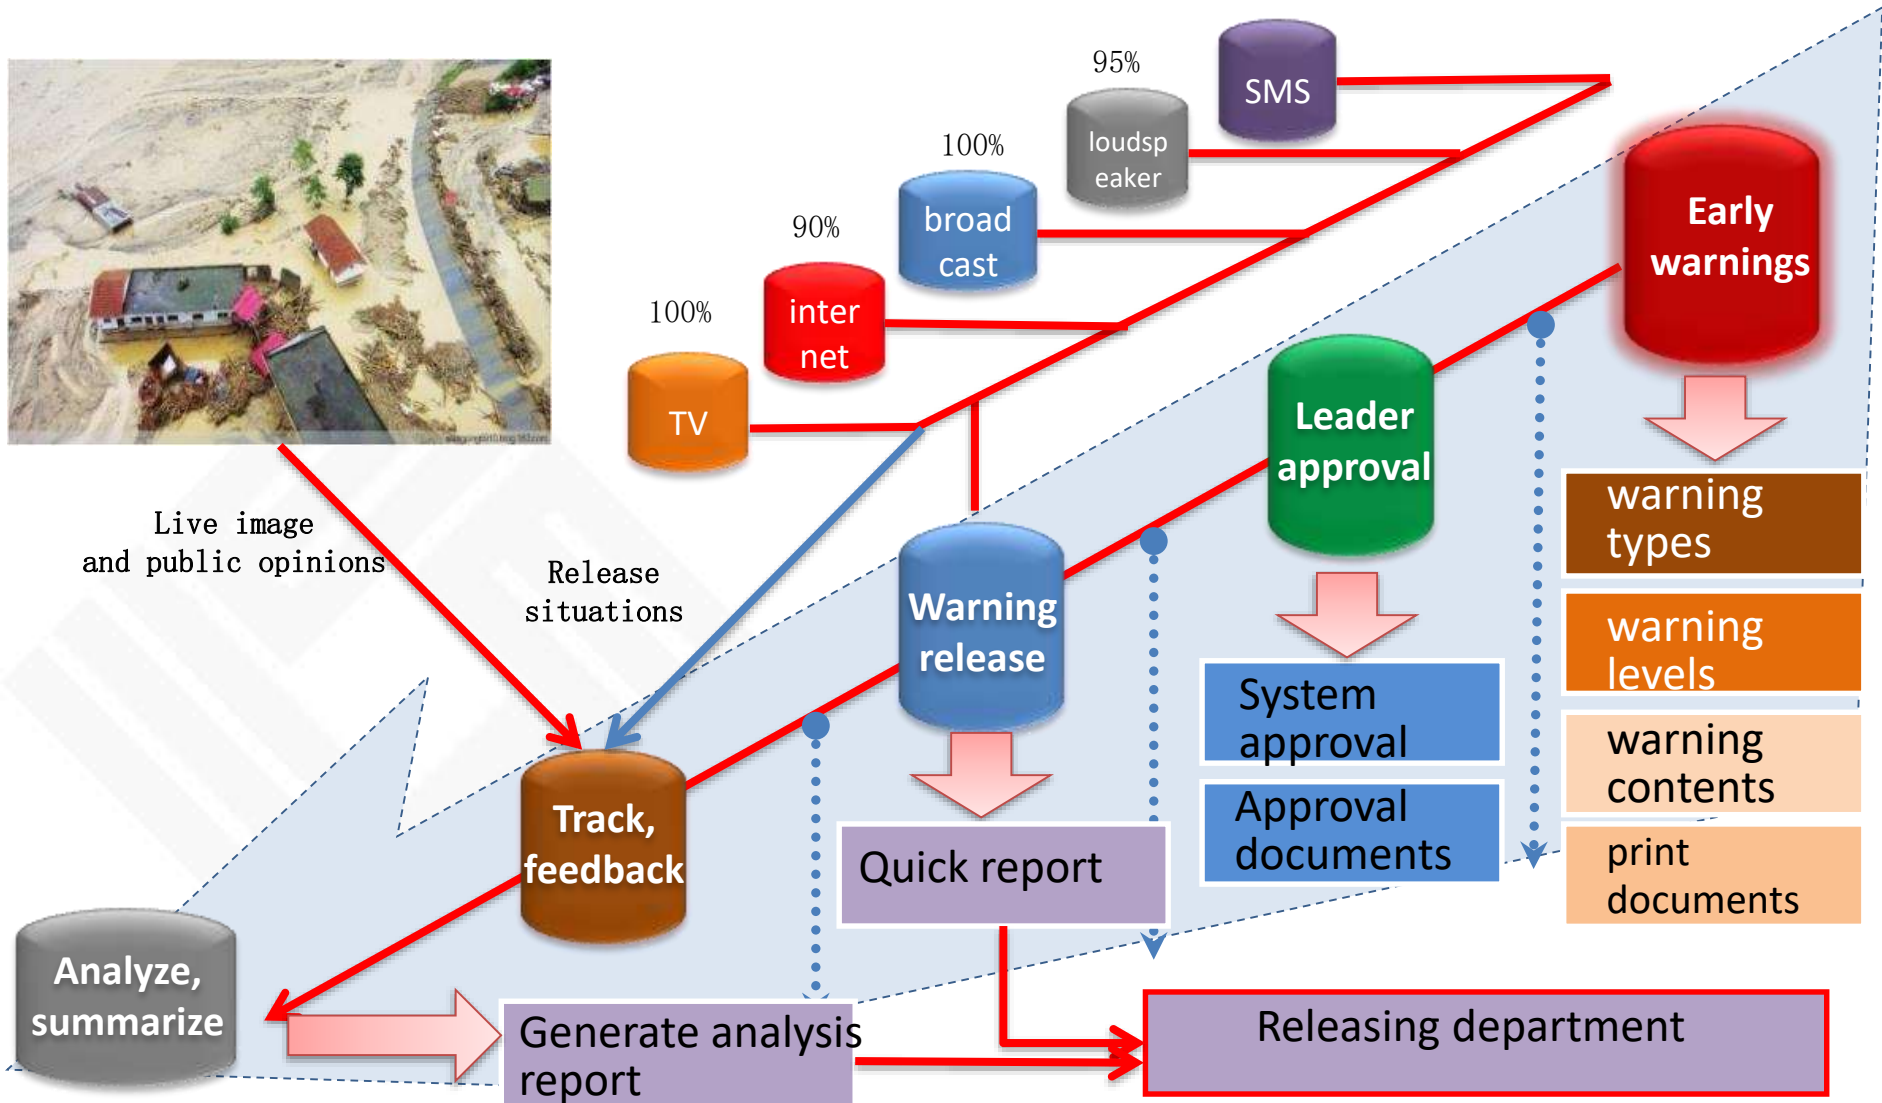 95%
SMS
100%
loudsp
eaker
90%
broad
cast
100%
inter
net
TV
Early
warnings
Leader
approval
Live image
and public opinions
Release
situations
Warning
release
warning
types
warning
levels
warning
contents
print
documents
System
approval
Approval
documents
Track,
feedback
Quick report
Analyze,
summarize
Generate analysis
report
Releasing department